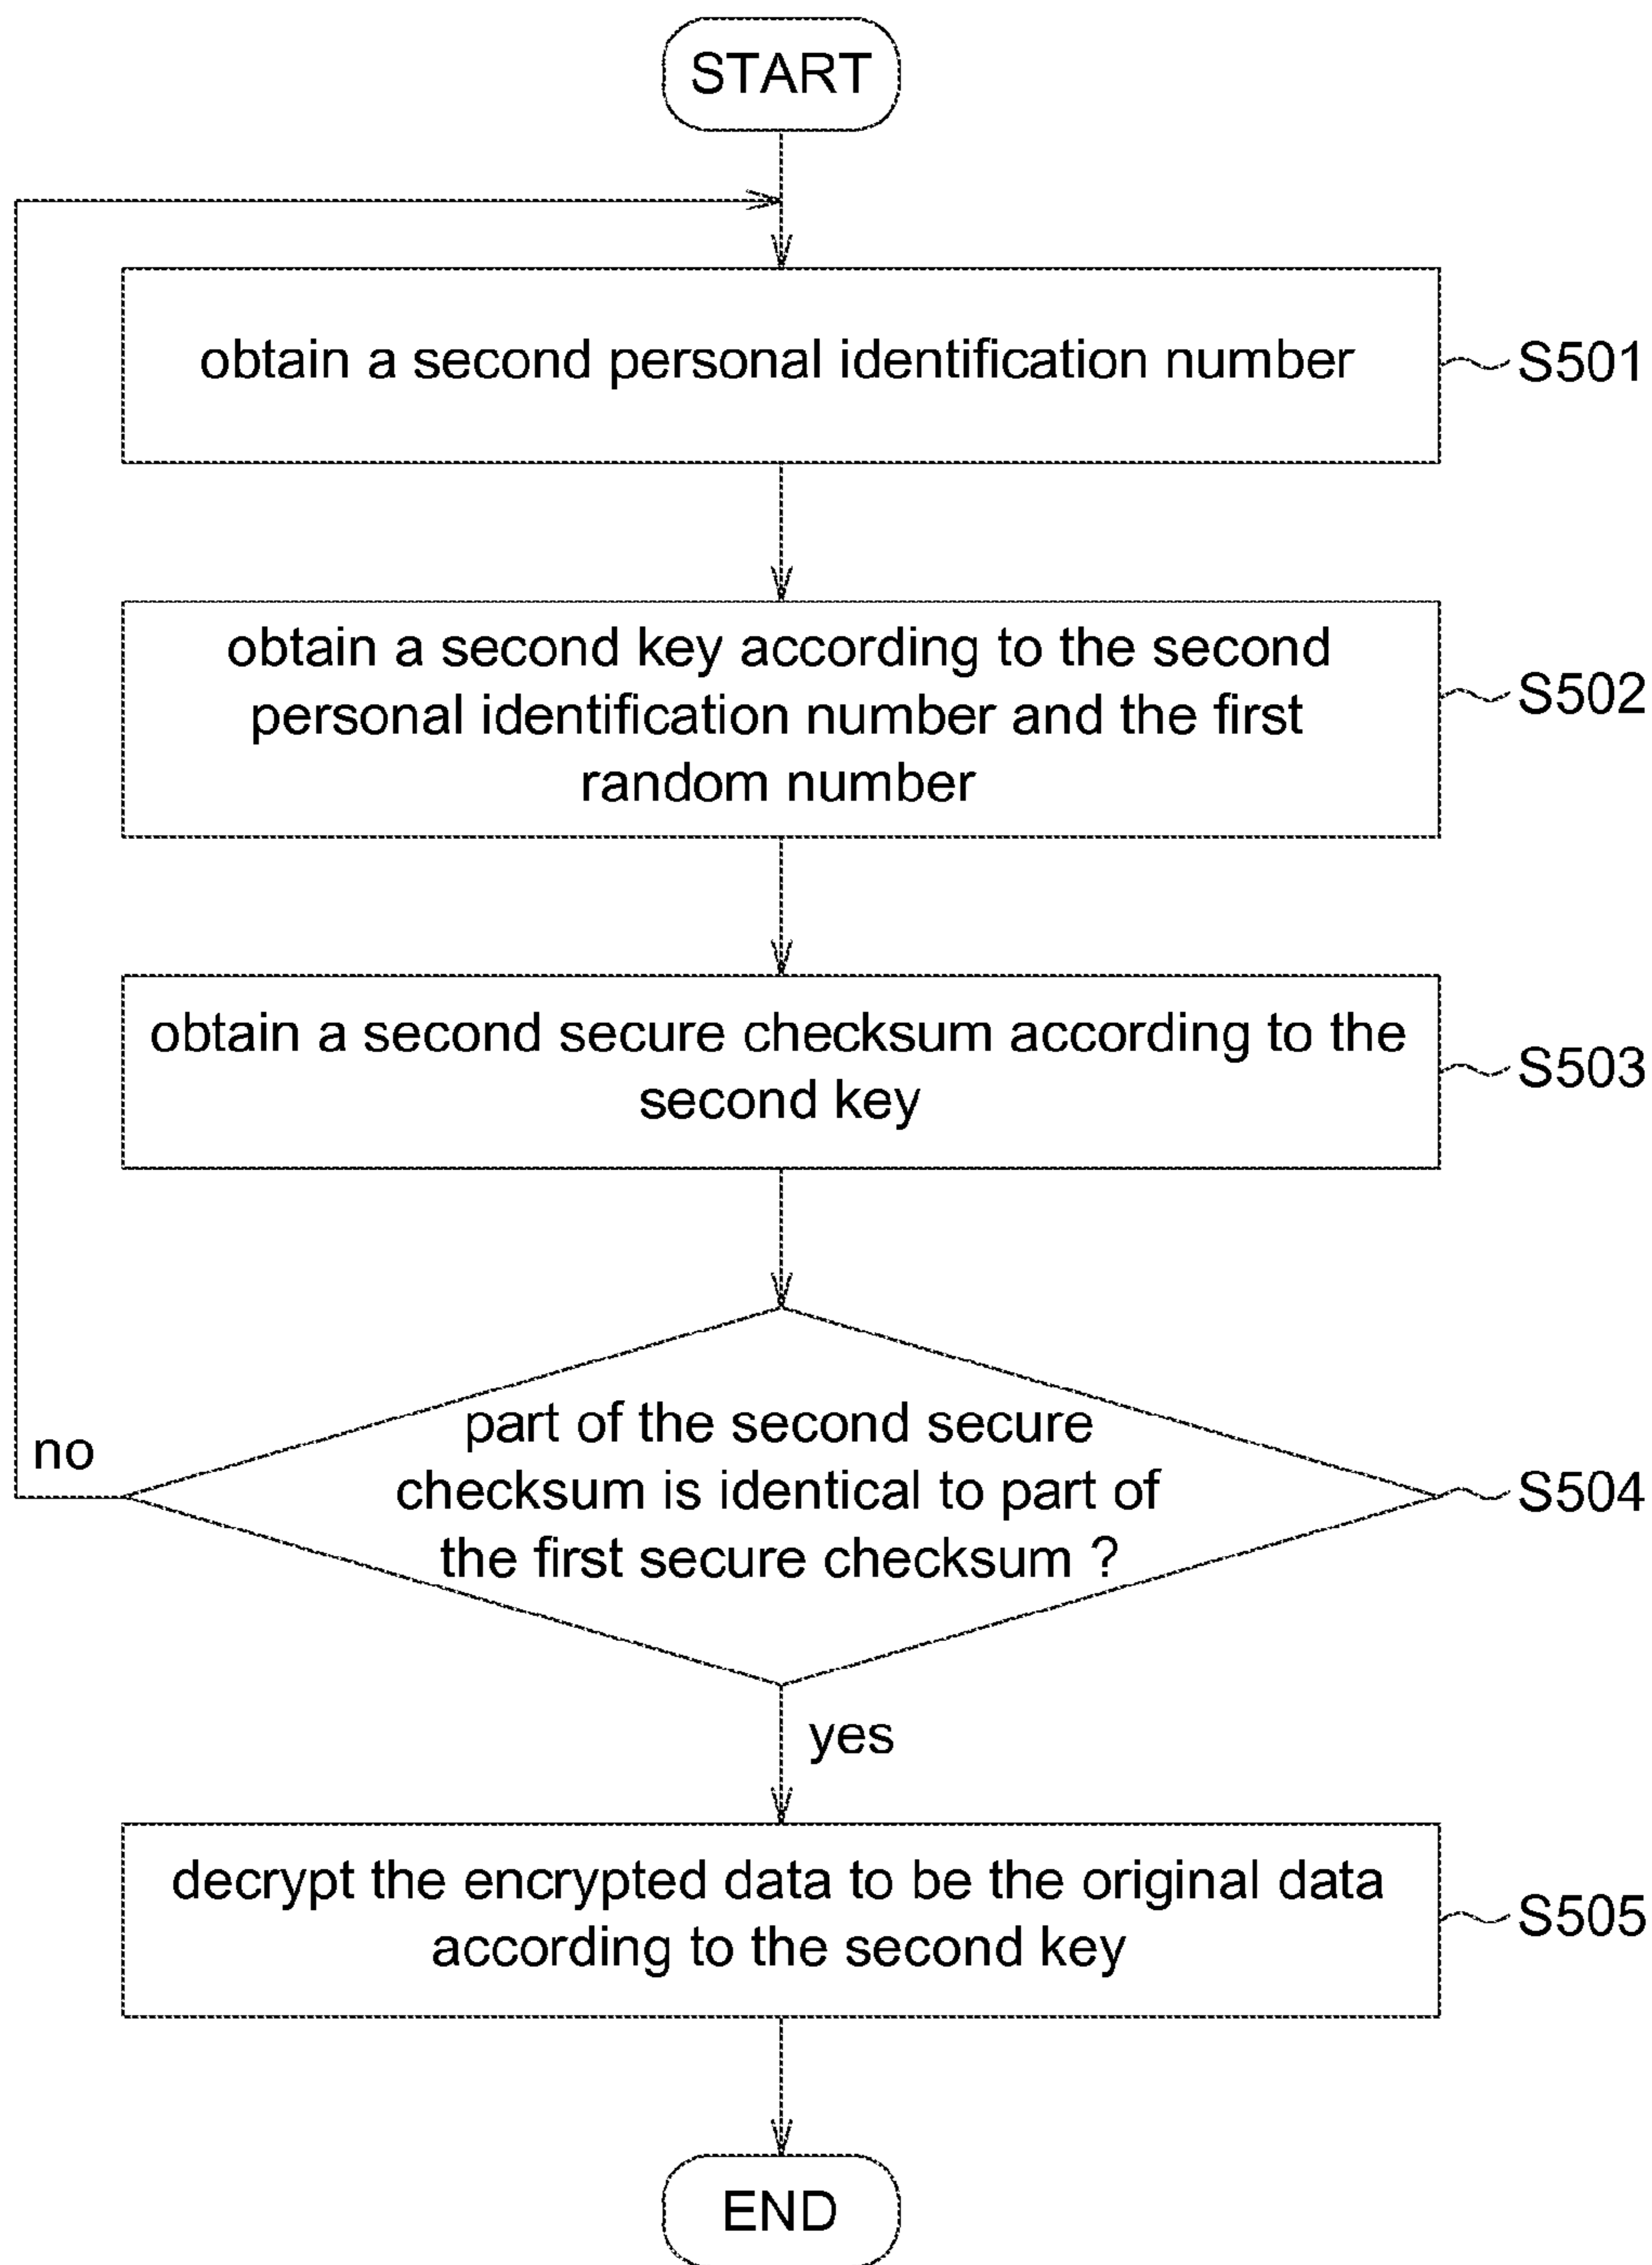 START
obtain a second personal identification number
S501
obtain a second key according to the second
personal identification number and the first
random number
S502
obtain a second secure checksum according to the
second key
S503
part of the second secure
checksum is identical to part of
the first secure checksum ?
S504
no
yes
decrypt the encrypted data to be the original data
according to the second key
S505
END